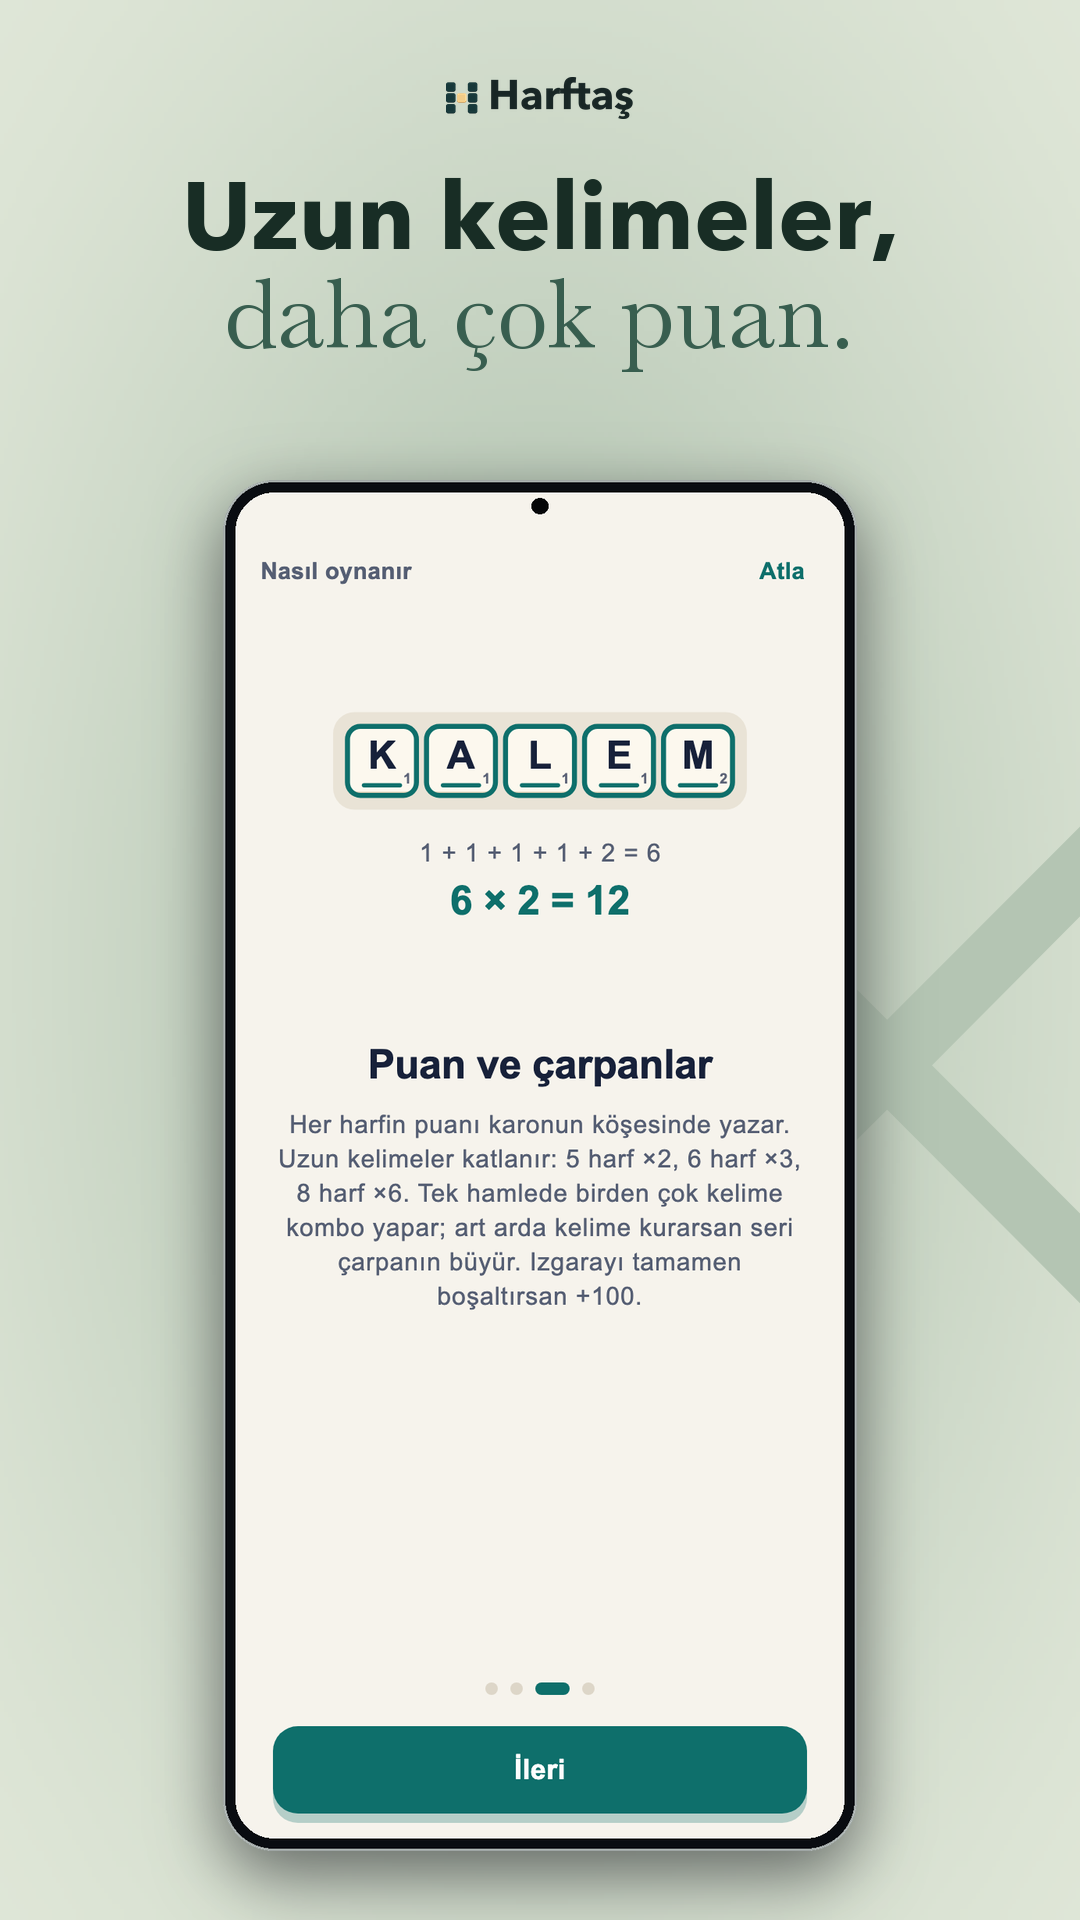 Harftaş
Uzun kelimeler,
daha çok puan.
Nasıl oynanır
Atla
K 1 A 1 L 1 E 1 M 2
1 + 1 + 1 + 1 + 2 = 6
6 × 2 = 12
Puan ve çarpanlar
Her harfin puanı karonun köşesinde yazar.
Uzun kelimeler katlanır: 5 harf ×2, 6 harf ×3,
8 harf ×6. Tek hamlede birden çok kelime
kombo yapar; art arda kelime kurarsan seri
çarpanın büyür. Izgarayı tamamen
boşaltırsan +100.
İleri